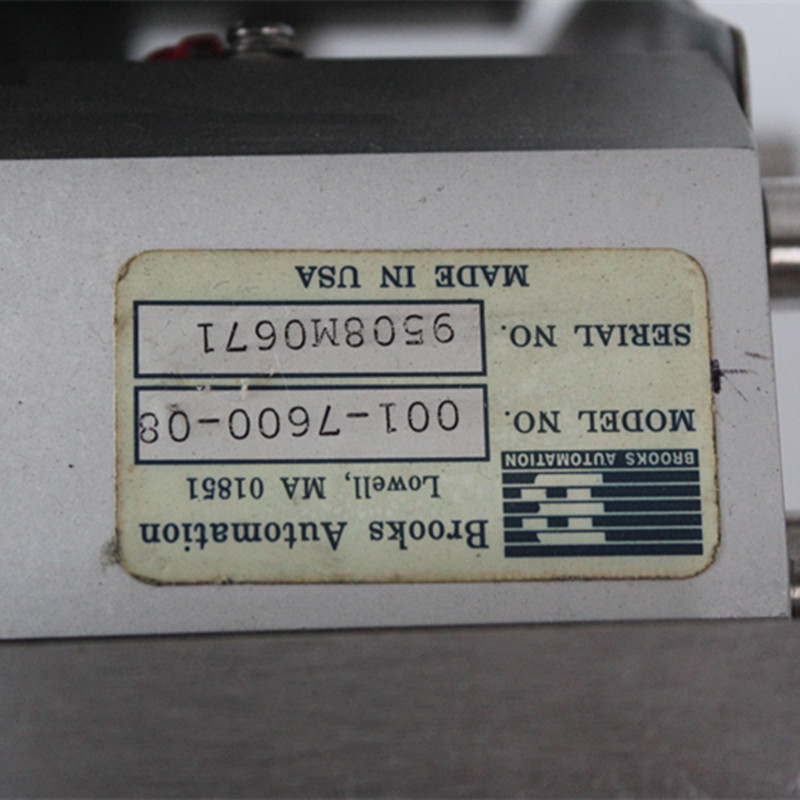 BROOKS AUTOMATION
Brooks Automation
Lowell, MA 01851
MODEL NO. 001-7600-08
SERIAL NO. 9508M0671
MADE IN USA